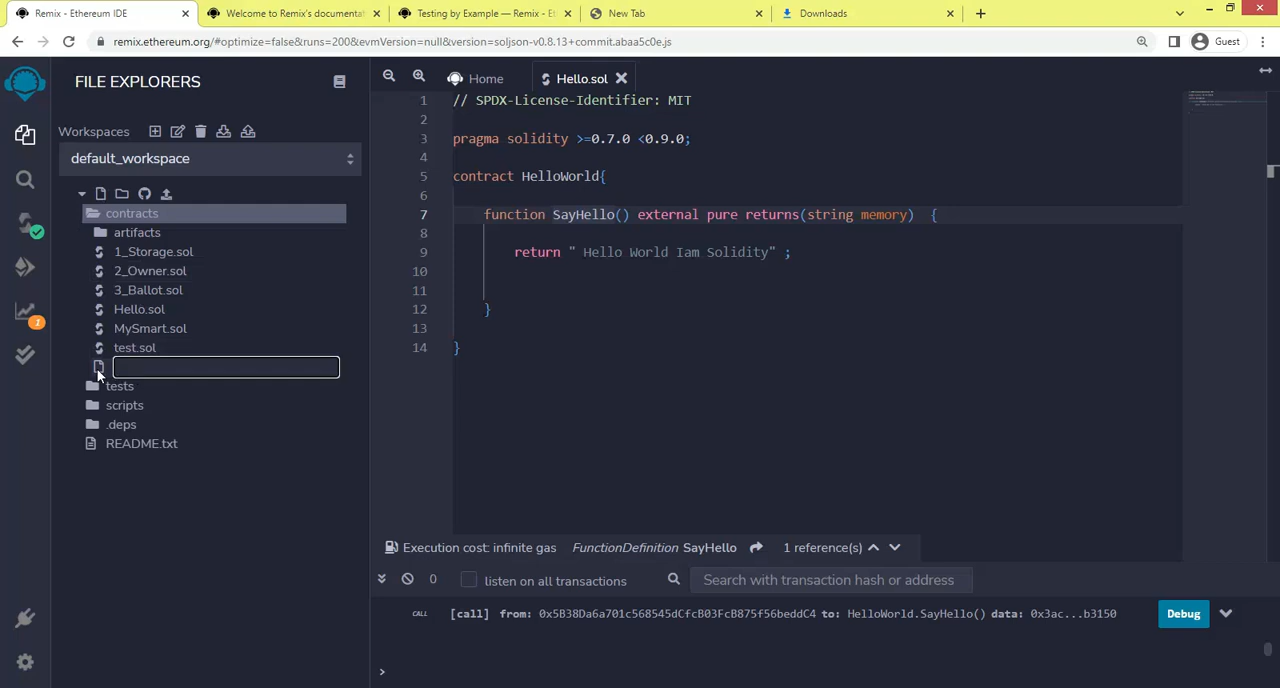 Remix - Ethereum IDE
Welcome to Remix's documentat
Testing by Example — Remix - Et
New Tab
Downloads
remix.ethereum.org/#optimize=false&runs=200&evmVersion=null&version=soljson-v0.8.13+commit.abaa5c0e.js
Guest
FILE EXPLORERS
Workspaces
default_workspace
contracts
artifacts
1_Storage.sol
2_Owner.sol
3_Ballot.sol
Hello.sol
MySmart.sol
test.sol
tests
scripts
.deps
README.txt
1
Home
Hello.sol
1 // SPDX-License-Identifier: MIT
2
3 pragma solidity >=0.7.0 <0.9.0;
4
5 contract HelloWorld{
6
7 function SayHello() external pure returns(string memory) {
8
9 return " Hello World Iam Solidity" ;
10
11
12 }
13
14 }
Execution cost: infinite gas FunctionDefinition SayHello 1 reference(s)
0 listen on all transactions Search with transaction hash or address
CALL [call] from: 0x5B38Da6a701c568545dCfcB03FcB875f56beddC4 to: HelloWorld.SayHello() data: 0x3ac...b3150 Debug
>